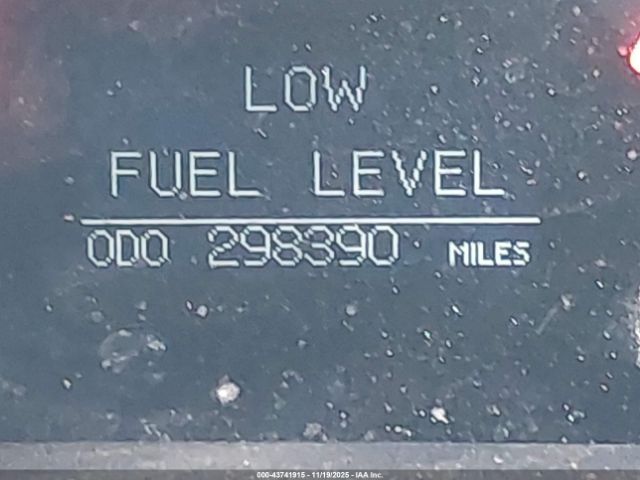 LOW
FUEL LEVEL
ODO 298390 MILES
000-43741915 - 11/19/2025 - IAA Inc.